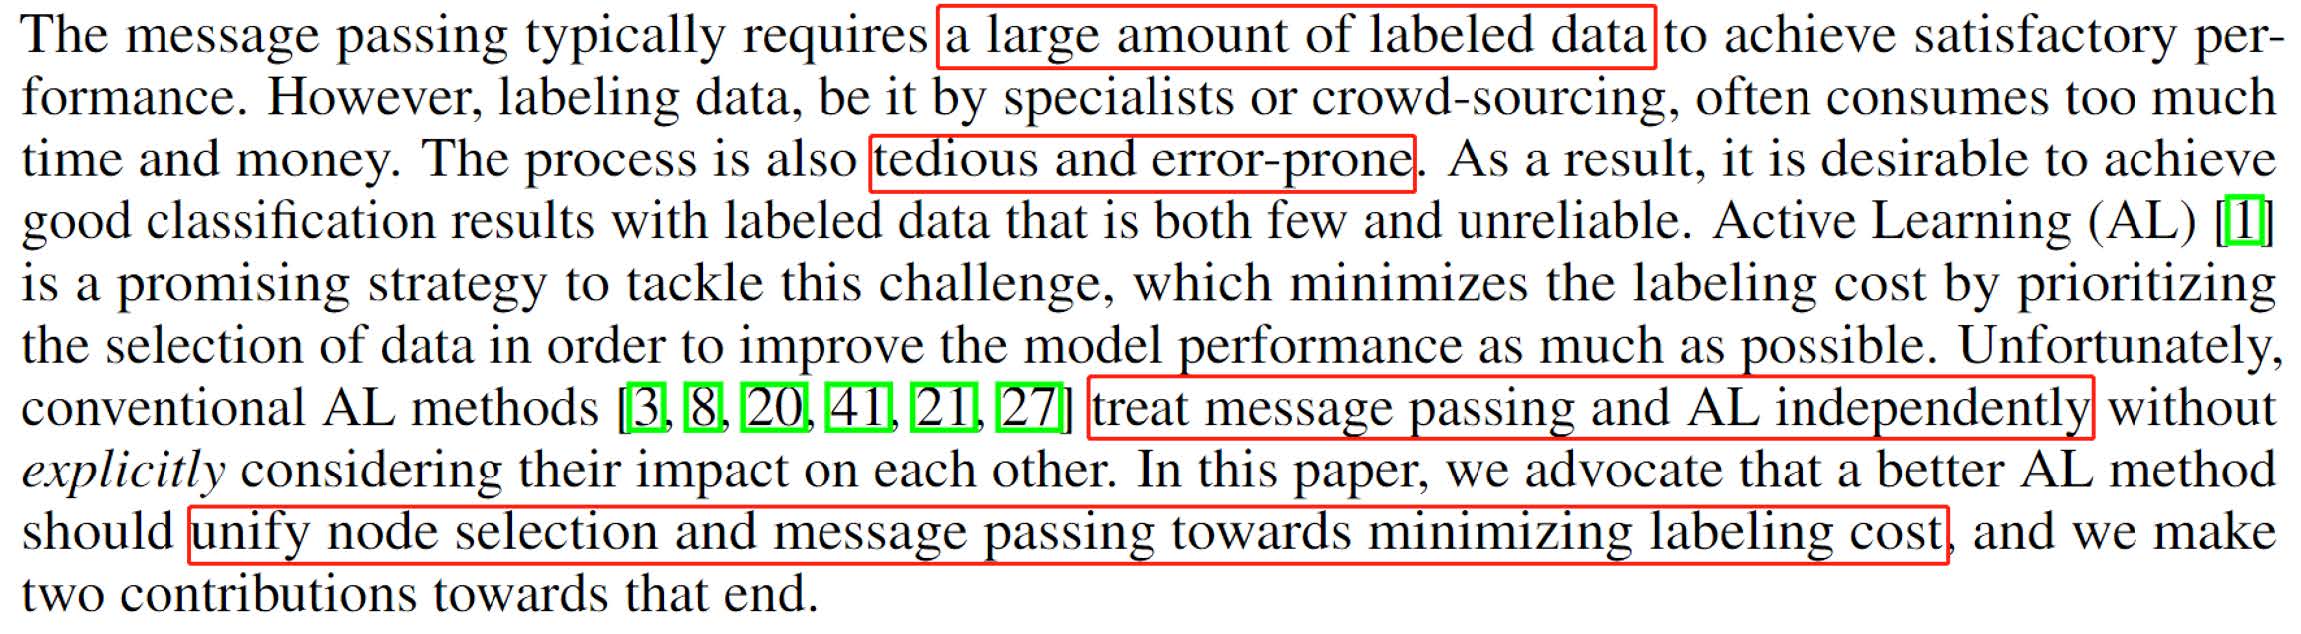 The message passing typically requires a large amount of labeled data to achieve satisfactory per-
formance. However, labeling data, be it by specialists or crowd-sourcing, often consumes too much
time and money. The process is also tedious and error-prone. As a result, it is desirable to achieve
good classification results with labeled data that is both few and unreliable. Active Learning (AL) [1]
is a promising strategy to tackle this challenge, which minimizes the labeling cost by prioritizing
the selection of data in order to improve the model performance as much as possible. Unfortunately,
conventional AL methods [3, 8, 20, 41, 21, 27] treat message passing and AL independently without
explicitly considering their impact on each other. In this paper, we advocate that a better AL method
should unify node selection and message passing towards minimizing labeling cost, and we make
two contributions towards that end.